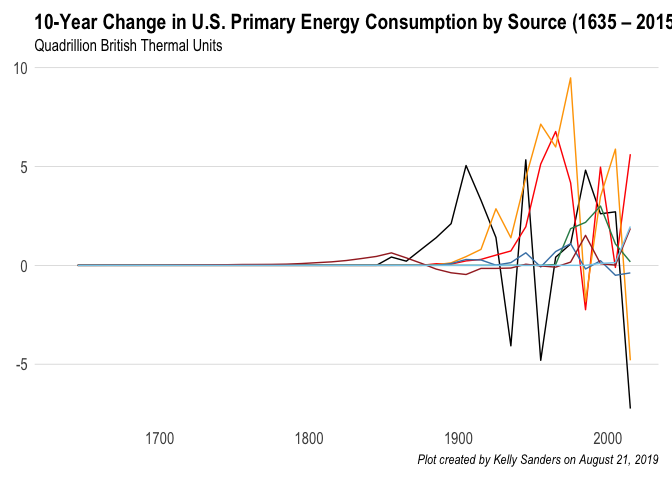 10-Year Change in U.S. Primary Energy Consumption by Source (1635 – 2015
Quadrillion British Thermal Units
10
5
0
-5
1700 1800 1900 2000
Plot created by Kelly Sanders on August 21, 2019